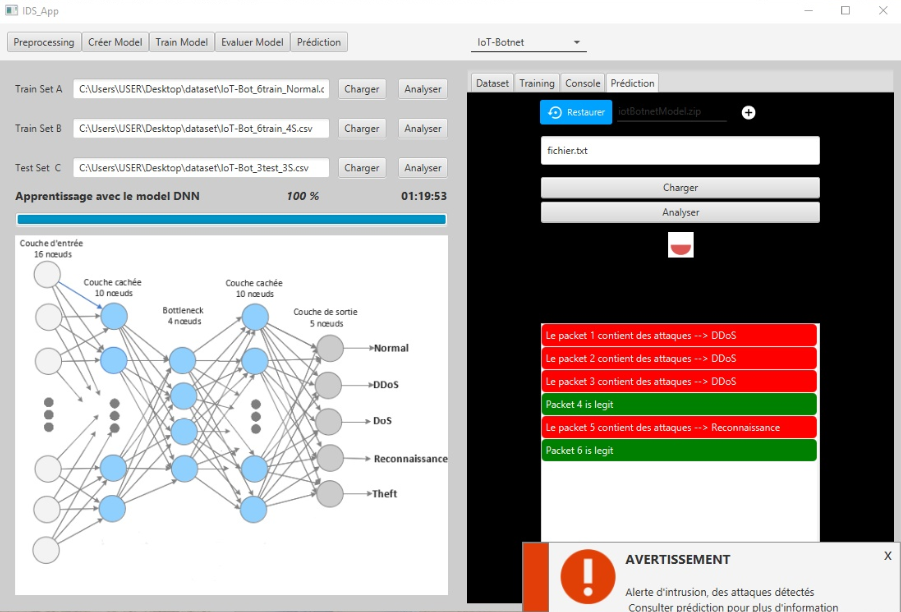 IDS_App
Preprocessing Créer Model Train Model Evaluer Model Prédiction
IoT-Botnet
Train Set A C:\Users\USER\Desktop\dataset\IoT-Bot_6train_Normal.c Charger Analyser
Train Set B C:\Users\USER\Desktop\dataset\IoT-Bot_6train_4S.csv Charger Analyser
Test Set C C:\Users\USER\Desktop\dataset\IoT-Bot_3test_3S.csv Charger Analyser
Apprentissage avec le model DNN 100 % 01:19:53
Couche d'entrée
16 nœuds
Couche cachée
10 nœuds
Bottleneck
4 nœuds
Couche cachée
10 nœuds
Couche de sortie
5 nœuds
Normal
DDoS
DoS
Reconnaissance
Theft
Dataset Training Console Prédiction
Restaurer iotBotnetModel.zip
fichier.txt
Charger
Analyser
Le packet 1 contient des attaques --> DDoS
Le packet 2 contient des attaques --> DDoS
Le packet 3 contient des attaques --> DDoS
Packet 4 is legit
Le packet 5 contient des attaques --> Reconnaissance
Packet 6 is legit
AVERTISSEMENT X
Alerte d'intrusion, des attaques détectés
Consulter prédiction pour plus d'information